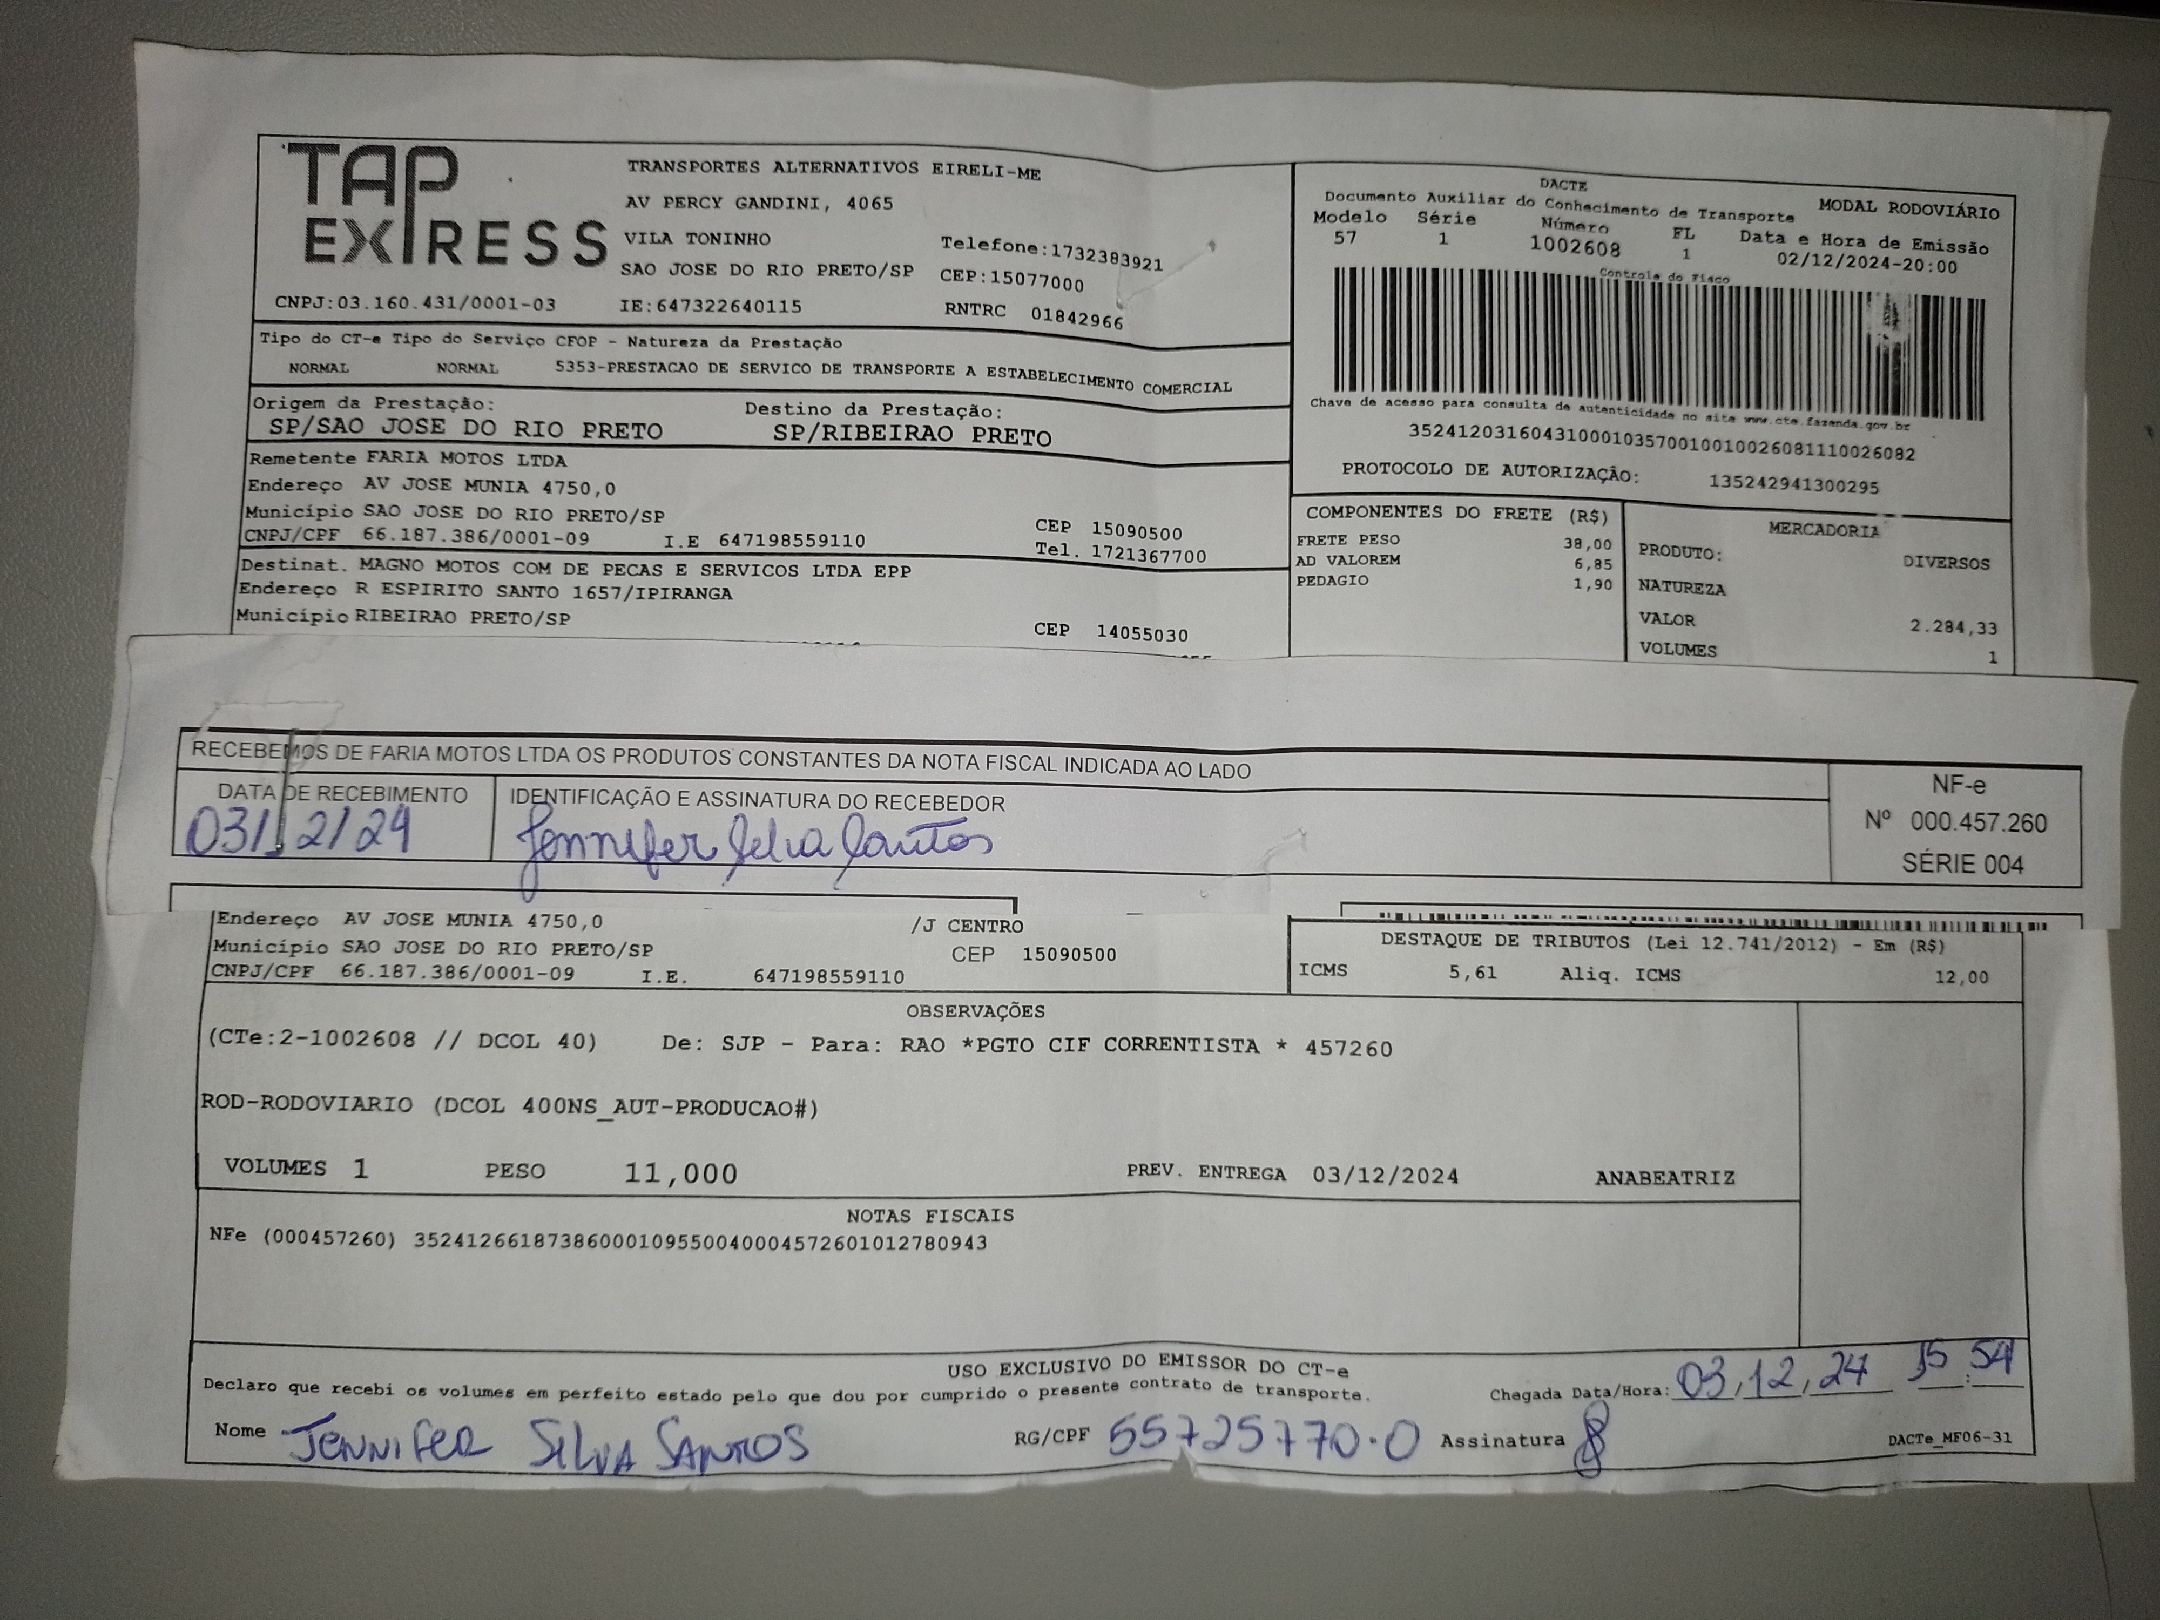 TAP EXPRESS
TRANSPORTES ALTERNATIVOS EIRELI-ME
AV PERCY GANDINI, 4065
VILA TONINHO Telefone:1732383921
SAO JOSE DO RIO PRETO/SP CEP:15077000
CNPJ:03.160.431/0001-03 IE:647322640115 RNTRC 01842966
DACTE
Documento Auxiliar do Conhecimento de Transporte MODAL RODOVIÁRIO
Modelo Série Número FL Data e Hora de Emissão
57 1 1002608 1 02/12/2024-20:00
Controle do Fisco
Chave de acesso para consulta de autenticidade no site www.cte.fazenda.gov.br
35241203160431000103570010010026081110026082
PROTOCOLO DE AUTORIZAÇÃO: 135242941300295
Tipo do CT-e Tipo do Serviço CFOP - Natureza da Prestação
NORMAL NORMAL 5353-PRESTACAO DE SERVICO DE TRANSPORTE A ESTABELECIMENTO COMERCIAL
Origem da Prestação: Destino da Prestação:
SP/SAO JOSE DO RIO PRETO SP/RIBEIRAO PRETO
Remetente FARIA MOTOS LTDA
Endereço AV JOSE MUNIA 4750,0
Município SAO JOSE DO RIO PRETO/SP CEP 15090500
CNPJ/CPF 66.187.386/0001-09 I.E 647198559110 Tel. 1721367700
Destinat. MAGNO MOTOS COM DE PECAS E SERVICOS LTDA EPP
Endereço R ESPIRITO SANTO 1657/IPIRANGA
Município RIBEIRAO PRETO/SP CEP 14055030
COMPONENTES DO FRETE (R$)
FRETE PESO 38,00
AD VALOREM 6,85
PEDAGIO 1,90
MERCADORIA
PRODUTO: DIVERSOS
NATUREZA
VALOR 2.284,33
VOLUMES 1
RECEBEMOS DE FARIA MOTOS LTDA OS PRODUTOS CONSTANTES DA NOTA FISCAL INDICADA AO LADO
DATA DE RECEBIMENTO IDENTIFICAÇÃO E ASSINATURA DO RECEBEDOR
03/12/24 Jennifer Silva Santos
NF-e
Nº 000.457.260
SÉRIE 004
Endereço AV JOSE MUNIA 4750,0 /J CENTRO
Município SAO JOSE DO RIO PRETO/SP CEP 15090500
CNPJ/CPF 66.187.386/0001-09 I.E. 647198559110
DESTAQUE DE TRIBUTOS (Lei 12.741/2012) - Em (R$)
ICMS 5,61 Aliq. ICMS 12,00
OBSERVAÇÕES
(CTe:2-1002608 // DCOL 40) De: SJP - Para: RAO *PGTO CIF CORRENTISTA * 457260
ROD-RODOVIARIO (DCOL 400NS_AUT-PRODUCAO#)
VOLUMES 1 PESO 11,000 PREV. ENTREGA 03/12/2024 ANABEATRIZ
NOTAS FISCAIS
NFe (000457260) 35241266187386000109550040004572601012780943
USO EXCLUSIVO DO EMISSOR DO CT-e
Declaro que recebi os volumes em perfeito estado pelo que dou por cumprido o presente contrato de transporte. Chegada Data/Hora: 03,12,24 15:54
Nome JENNIFER SILVA SANTOS RG/CPF 55725770-0 Assinatura
DACTe_MF06-31